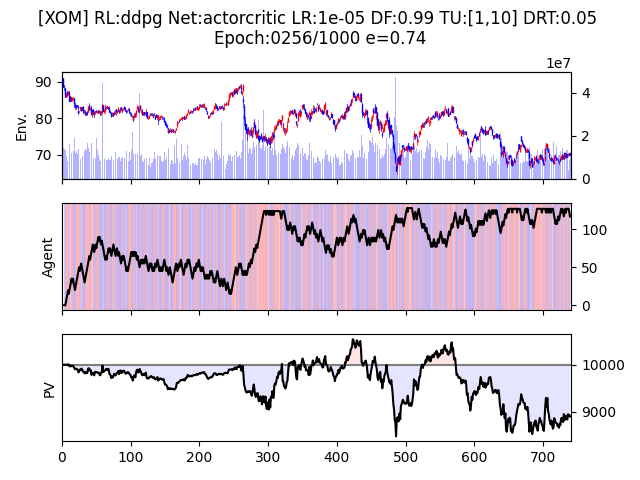 [XOM] RL:ddpg Net:actorcritic LR:1e-05 DF:0.99 TU:[1,10] DRT:0.05
Epoch:0256/1000 e=0.74
1e7
90
80
70
Env.
4
2
0
Agent
100
50
0
PV
10000
9000
0 100 200 300 400 500 600 700